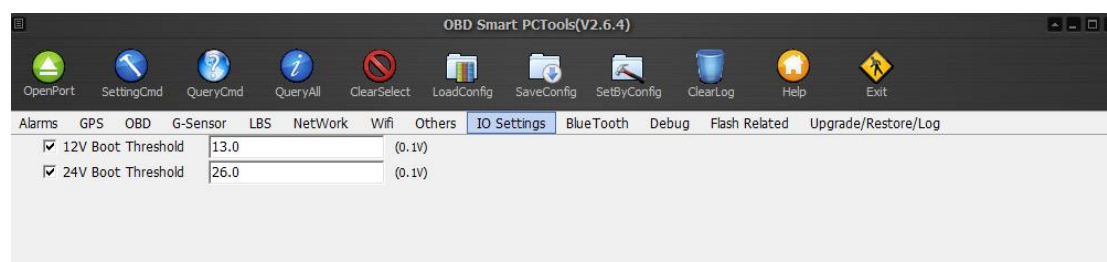 OBD Smart PCTools(V2.6.4)
OpenPort SettingCmd QueryCmd QueryAll ClearSelect LoadConfig SaveConfig SetByConfig ClearLog Help Exit
Alarms GPS OBD G-Sensor LBS NetWork Wifi Others IO Settings BlueTooth Debug Flash Related Upgrade/Restore/Log
12V Boot Threshold 13.0 (0.1V)
24V Boot Threshold 26.0 (0.1V)